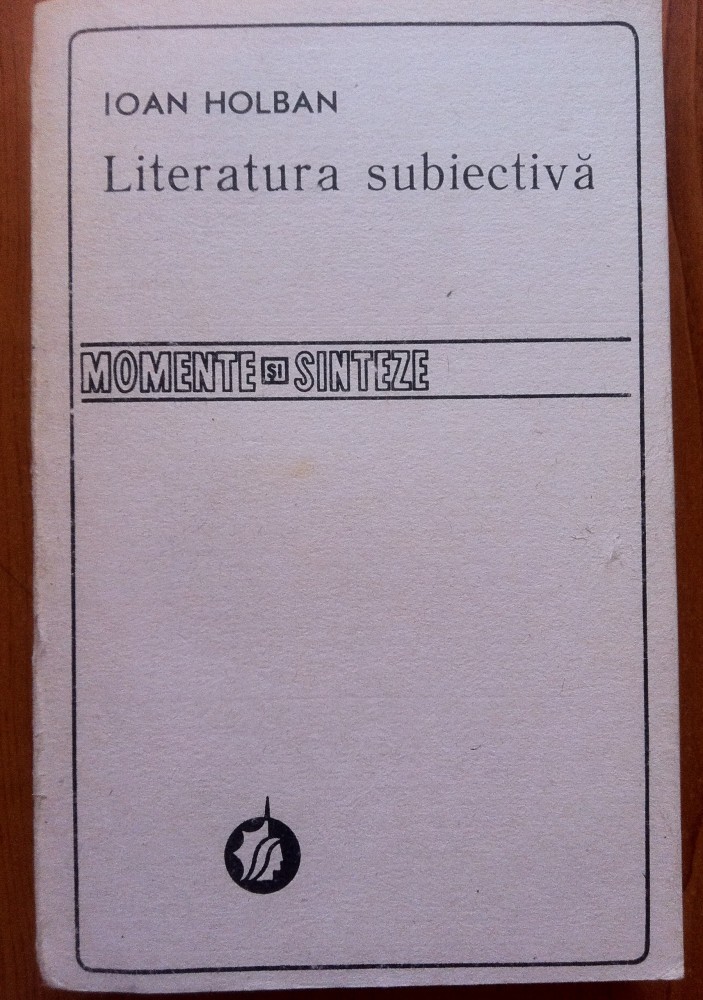 IOAN HOLBAN
Literatura subiectivă
MOMENTE ȘI SINTEZE